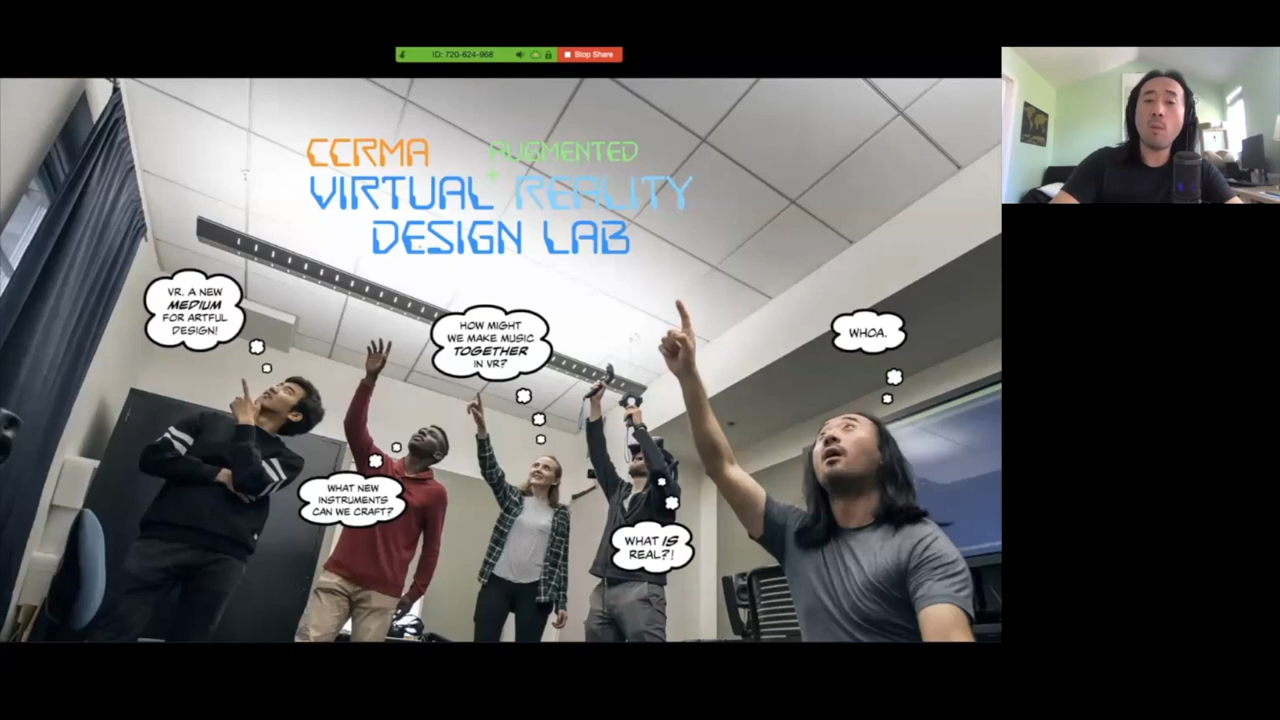 ID: 720-624-968
Stop Share
CCRMA AUGMENTED
+
VIRTUAL REALITY
DESIGN LAB
VR. A NEW
MEDIUM
FOR ARTFUL
DESIGN!
HOW MIGHT
WE MAKE MUSIC
TOGETHER
IN VR?
WHOA.
WHAT NEW
INSTRUMENTS
CAN WE CRAFT?
WHAT IS
REAL?!